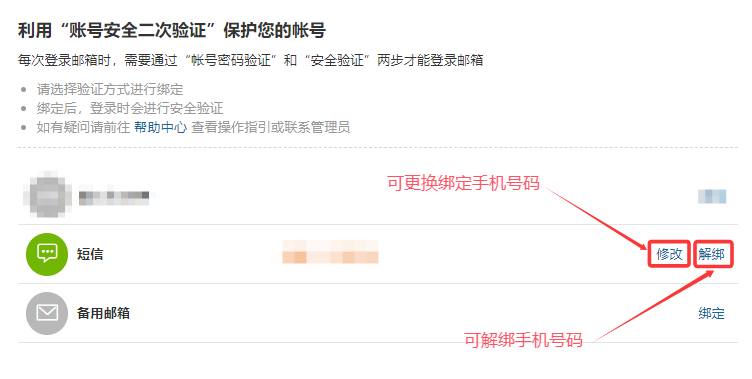 利用“账号安全二次验证”保护您的帐号
每次登录邮箱时，需要通过“帐号密码验证”和“安全验证”两步才能登录邮箱
请选择验证方式进行绑定
绑定后，登录时会进行安全验证
如有疑问请前往 帮助中心 查看操作指引或联系管理员
可更换绑定手机号码
短信 修改 解绑
备用邮箱 绑定
可解绑手机号码